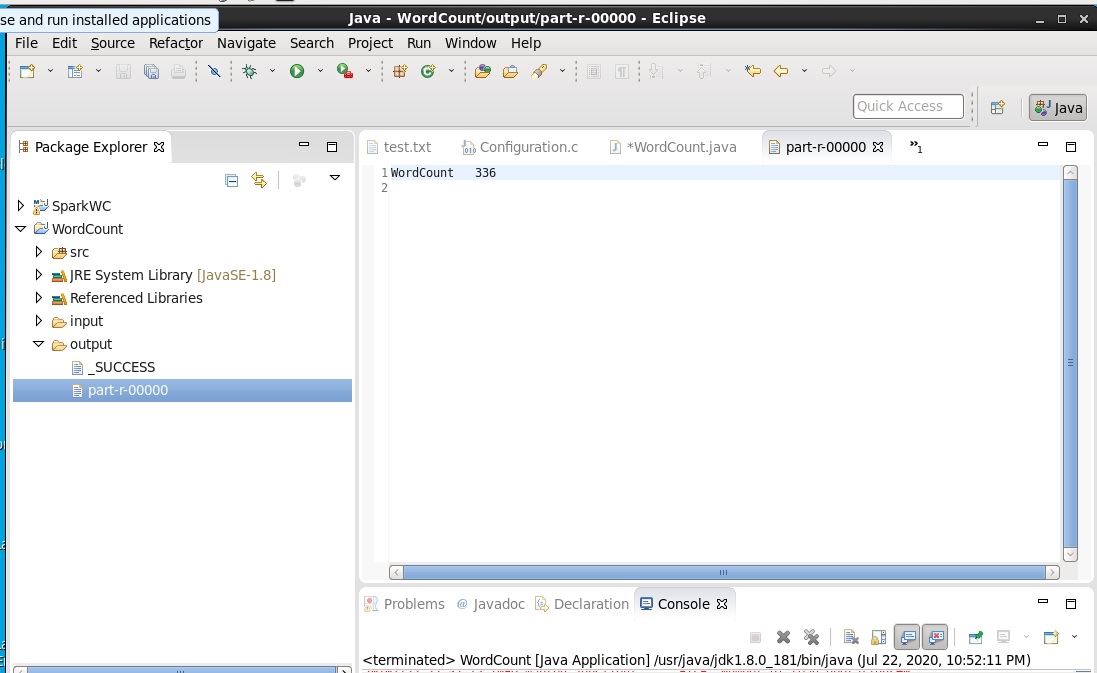 se and run installed applications
Java - WordCount/output/part-r-00000 - Eclipse
File Edit Source Refactor Navigate Search Project Run Window Help
Quick Access
Java
Package Explorer
test.txt Configuration.c *WordCount.java part-r-00000 »1
1 WordCount 336
2
SparkWC
WordCount
src
JRE System Library [JavaSE-1.8]
Referenced Libraries
input
output
_SUCCESS
part-r-00000
Problems Javadoc Declaration Console
<terminated> WordCount [Java Application] /usr/java/jdk1.8.0_181/bin/java (Jul 22, 2020, 10:52:11 PM)